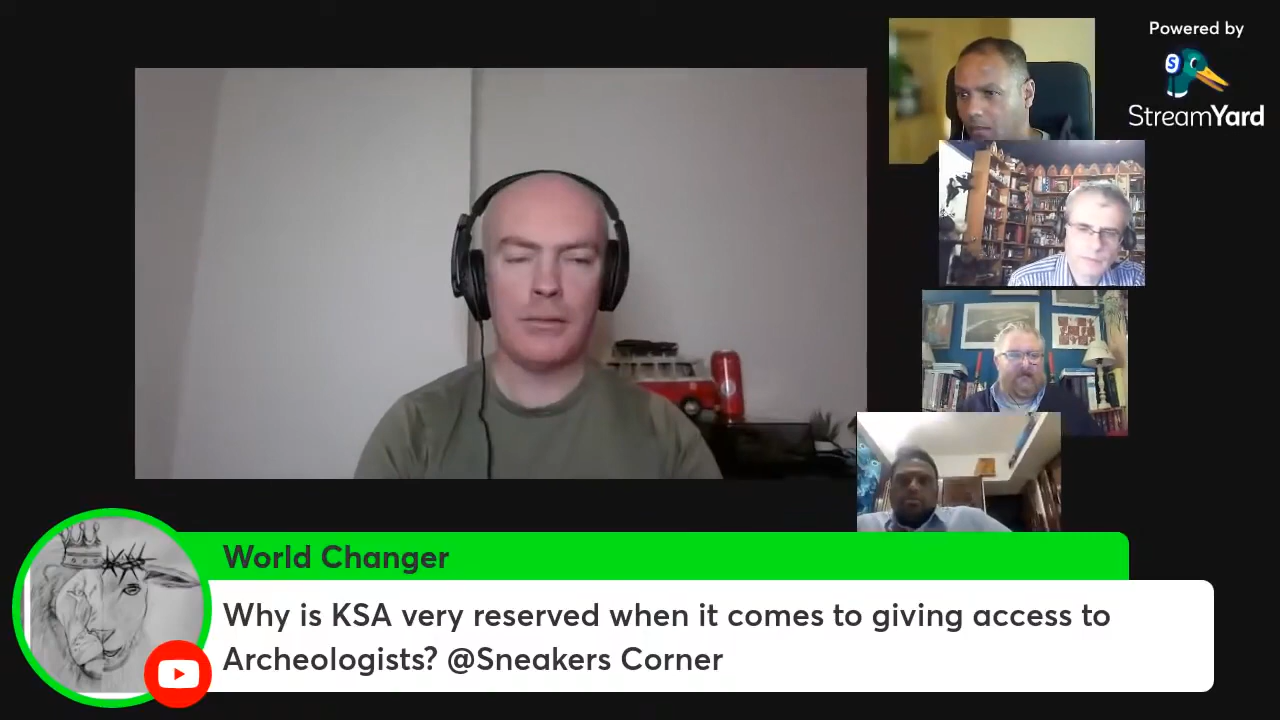 Powered by
StreamYard
World Changer
Why is KSA very reserved when it comes to giving access to
Archeologists? @Sneakers Corner